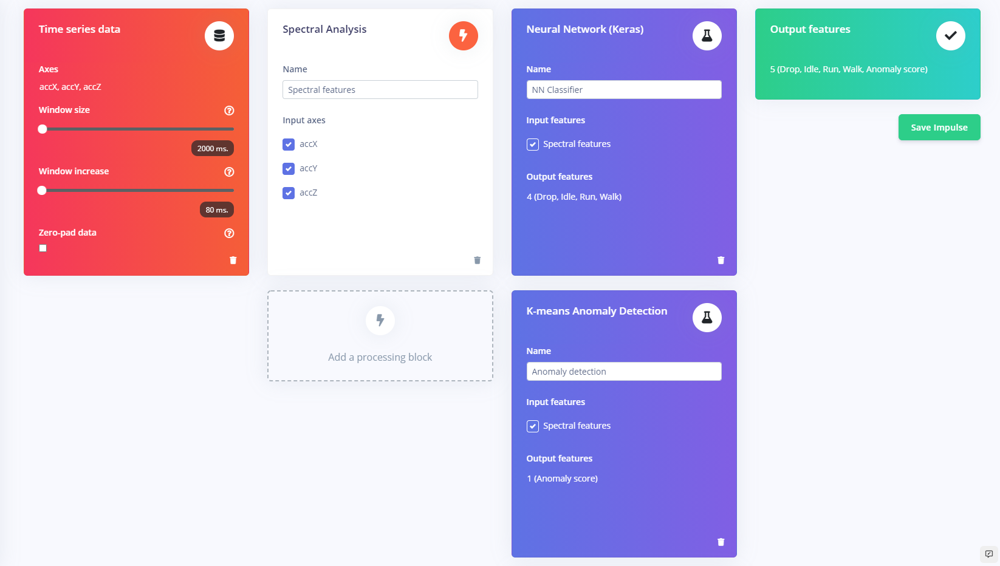 Time series data
Axes
accX, accY, accZ
Window size
2000 ms.
Window increase
80 ms.
Zero-pad data
Spectral Analysis
Name
Spectral features
Input axes
accX
accY
accZ
Add a processing block
Neural Network (Keras)
Name
NN Classifier
Input features
Spectral features
Output features
4 (Drop, Idle, Run, Walk)
K-means Anomaly Detection
Name
Anomaly detection
Input features
Spectral features
Output features
1 (Anomaly score)
Output features
5 (Drop, Idle, Run, Walk, Anomaly score)
Save Impulse